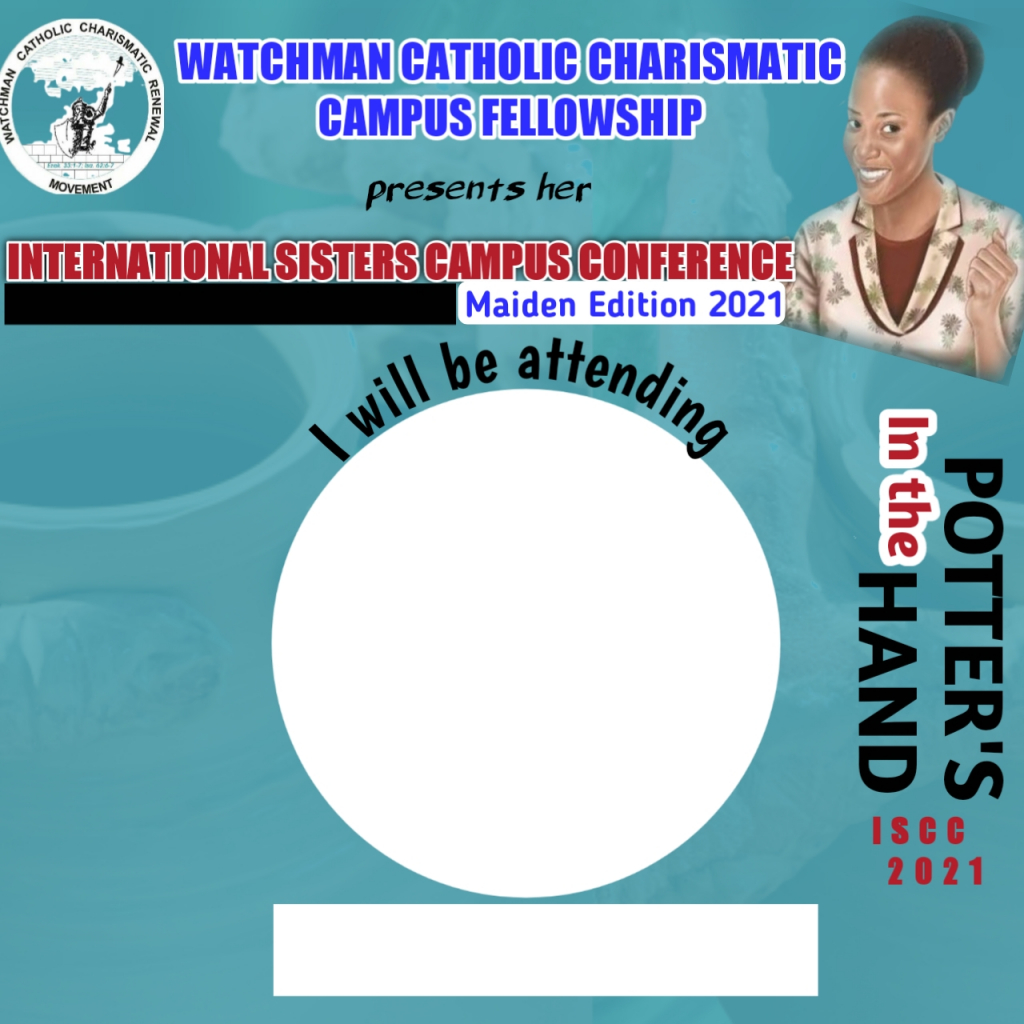 WATCHMAN CATHOLIC CHARISMATIC RENEWAL
MOVEMENT
WATCHMAN CATHOLIC CHARISMATIC
CAMPUS FELLOWSHIP
presents her
INTERNATIONAL SISTERS CAMPUS CONFERENCE
Maiden Edition 2021
I will be attending
In the
POTTER'S
HAND
ISCC
2021